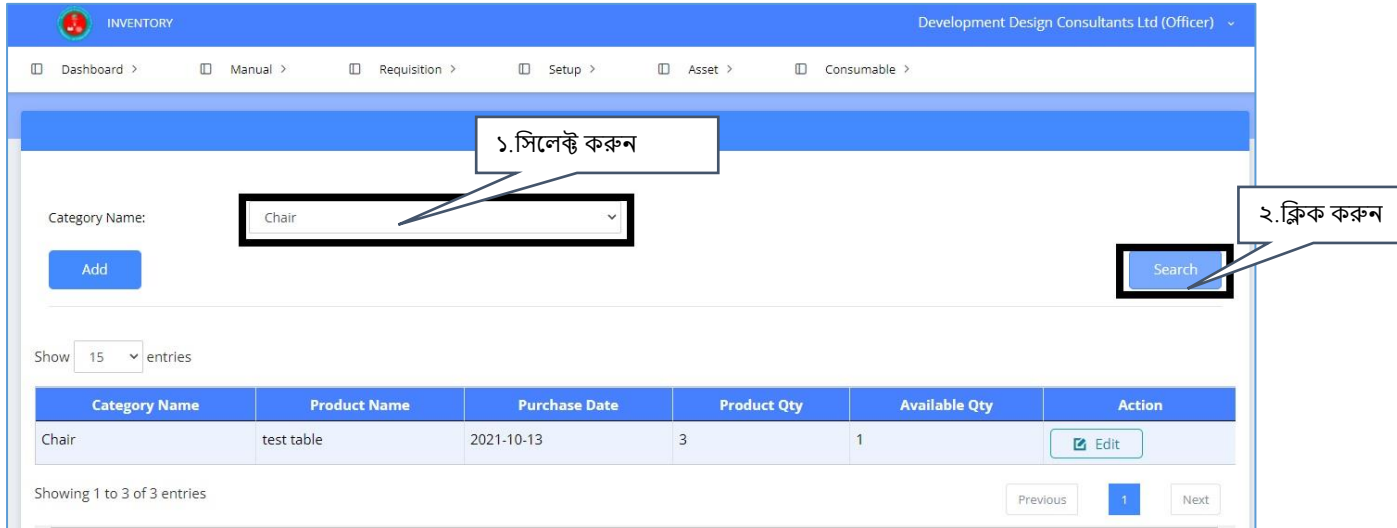 INVENTORY
Development Design Consultants Ltd (Officer)
Dashboard > Manual > Requisition > Setup > Asset > Consumable >
১.সিলেক্ট করুন
Category Name: Chair
২.ক্লিক করুন
Add Search
Show 15 entries
Category Name Product Name Purchase Date Product Qty Available Qty Action
Chair test table 2021-10-13 3 1 Edit
Showing 1 to 3 of 3 entries
Previous 1 Next